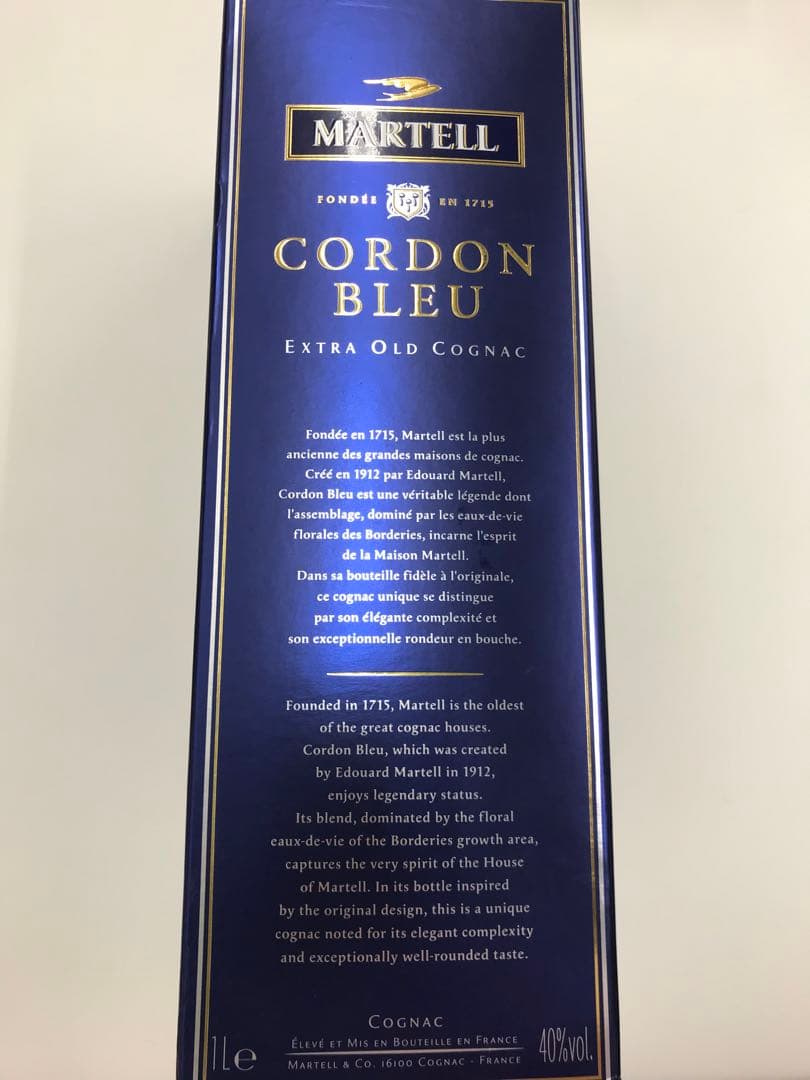 MARTELL
FONDÉE EN 1715
CORDON
BLEU
EXTRA OLD COGNAC
Fondée en 1715, Martell est la plus
ancienne des grandes maisons de cognac.
Créé en 1912 par Edouard Martell,
Cordon Bleu est une véritable légende dont
l'assemblage, dominé par les eaux-de-vie
florales des Borderies, incarne l'esprit
de la Maison Martell.
Dans sa bouteille fidèle à l'originale,
ce cognac unique se distingue
par son élégante complexité et
son exceptionnelle rondeur en bouche.
Founded in 1715, Martell is the oldest
of the great cognac houses.
Cordon Bleu, which was created
by Edouard Martell in 1912,
enjoys legendary status.
Its blend, dominated by the floral
eaux-de-vie of the Borderies growth area,
captures the very spirit of the House
of Martell. In its bottle inspired
by the original design, this is a unique
cognac noted for its elegant complexity
and exceptionally well-rounded taste.
COGNAC
ÉLEVÉ ET MIS EN BOUTEILLE EN FRANCE
1L℮ MARTELL & CO. 16100 COGNAC - FRANCE 40%vol.